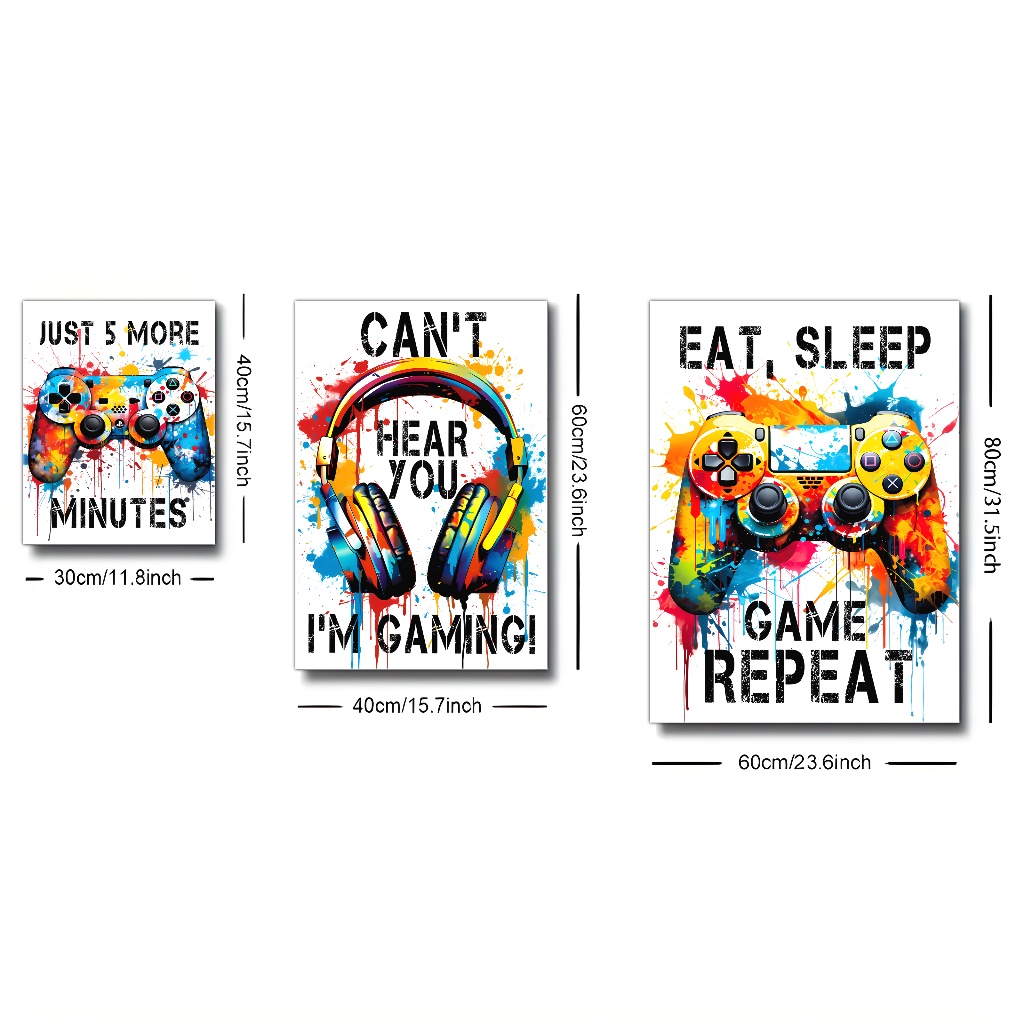 JUST 5 MORE
MINUTES
40cm/15.7inch
30cm/11.8inch
CAN'T
HEAR
YOU
I'M GAMING!
60cm/23.6inch
40cm/15.7inch
EAT, SLEEP
GAME
REPEAT
80cm/31.5inch
60cm/23.6inch